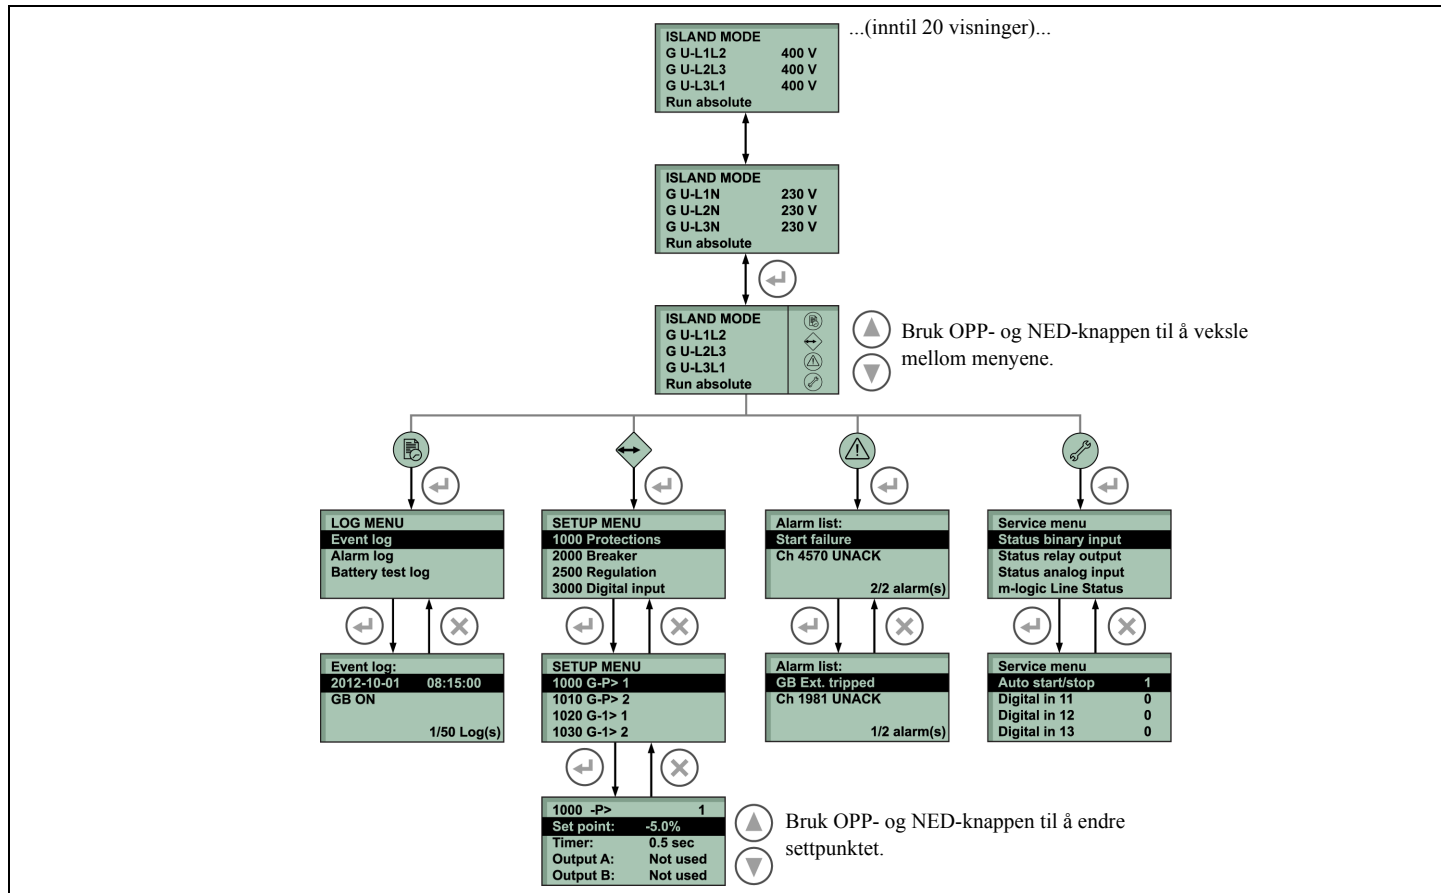 ISLAND MODE
G U-L1L2 400 V
G U-L2L3 400 V
G U-L3L1 400 V
Run absolute
...(inntil 20 visninger)...
ISLAND MODE
G U-L1N 230 V
G U-L2N 230 V
G U-L3N 230 V
Run absolute
ISLAND MODE
G U-L1L2
G U-L2L3
G U-L3L1
Run absolute
Bruk OPP- og NED-knappen til å veksle
mellom menyene.
LOG MENU
Event log
Alarm log
Battery test log
SETUP MENU
1000 Protections
2000 Breaker
2500 Regulation
3000 Digital input
Alarm list:
Start failure
Ch 4570 UNACK
2/2 alarm(s)
Service menu
Status binary input
Status relay output
Status analog input
m-logic Line Status
Event log:
2012-10-01 08:15:00
GB ON
1/50 Log(s)
SETUP MENU
1000 G-P> 1
1010 G-P> 2
1020 G-1> 1
1030 G-1> 2
Alarm list:
GB Ext. tripped
Ch 1981 UNACK
1/2 alarm(s)
Service menu
Auto start/stop 1
Digital in 11 0
Digital in 12 0
Digital in 13 0
1000 -P> 1
Set point: -5.0%
Timer: 0.5 sec
Output A: Not used
Output B: Not used
Bruk OPP- og NED-knappen til å endre
settpunktet.